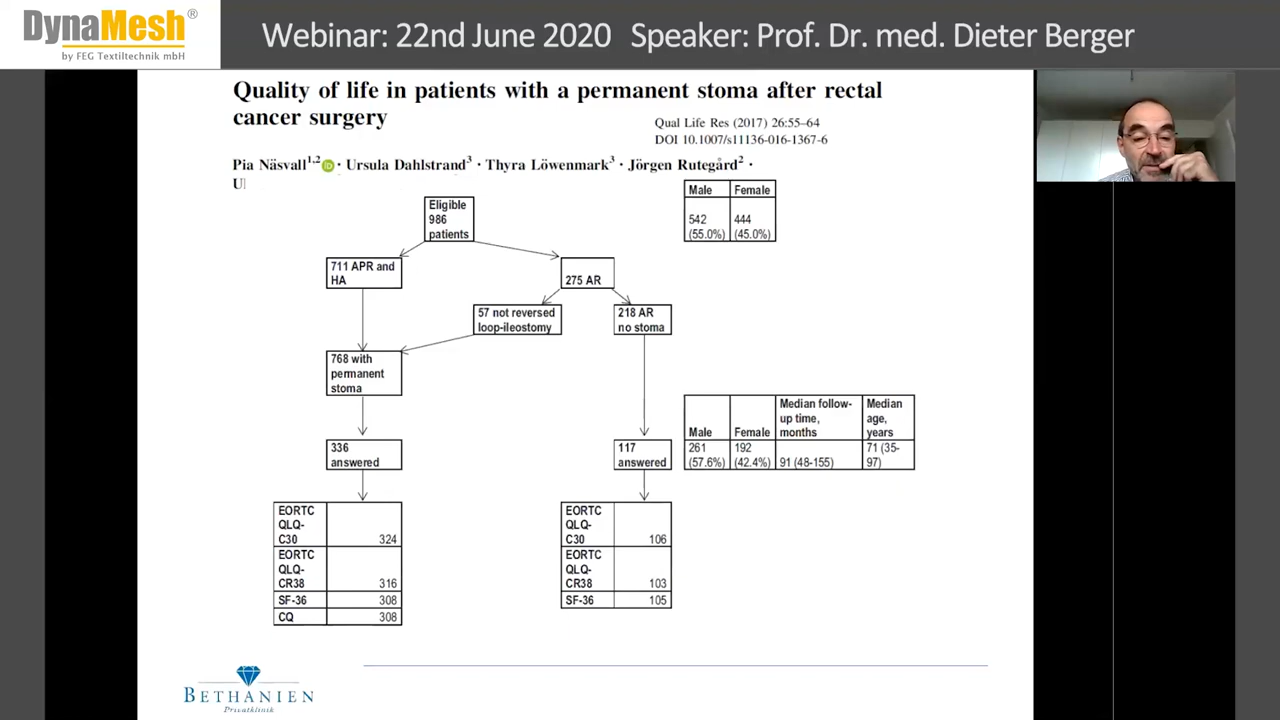 DynaMesh®
by FEG Textiltechnik mbH
Webinar: 22nd June 2020 Speaker: Prof. Dr. med. Dieter Berger
Quality of life in patients with a permanent stoma after rectal
cancer surgery
Qual Life Res (2017) 26:55–64
DOI 10.1007/s11136-016-1367-6
Pia Näsvall1,2 · Ursula Dahlstrand3 · Thyra Löwenmark3 · Jörgen Rutegård2 ·
Male Female
542 444
(55.0%) (45.0%)
Eligible
986
patients
711 APR and
HA
275 AR
57 not reversed
loop-ileostomy
218 AR
no stoma
768 with
permanent
stoma
336
answered
117
answered
Median follow-
up time,
months
Median
age,
years
Male Female
261 192
(57.6%) (42.4%) 91 (48-155)
71 (35-
97)
EORTC
QLQ-
C30 324
EORTC
QLQ-
CR38 316
SF-36 308
CQ 308
EORTC
QLQ-
C30 106
EORTC
QLQ-
CR38 103
SF-36 105
BETHANIEN
Privatklinik